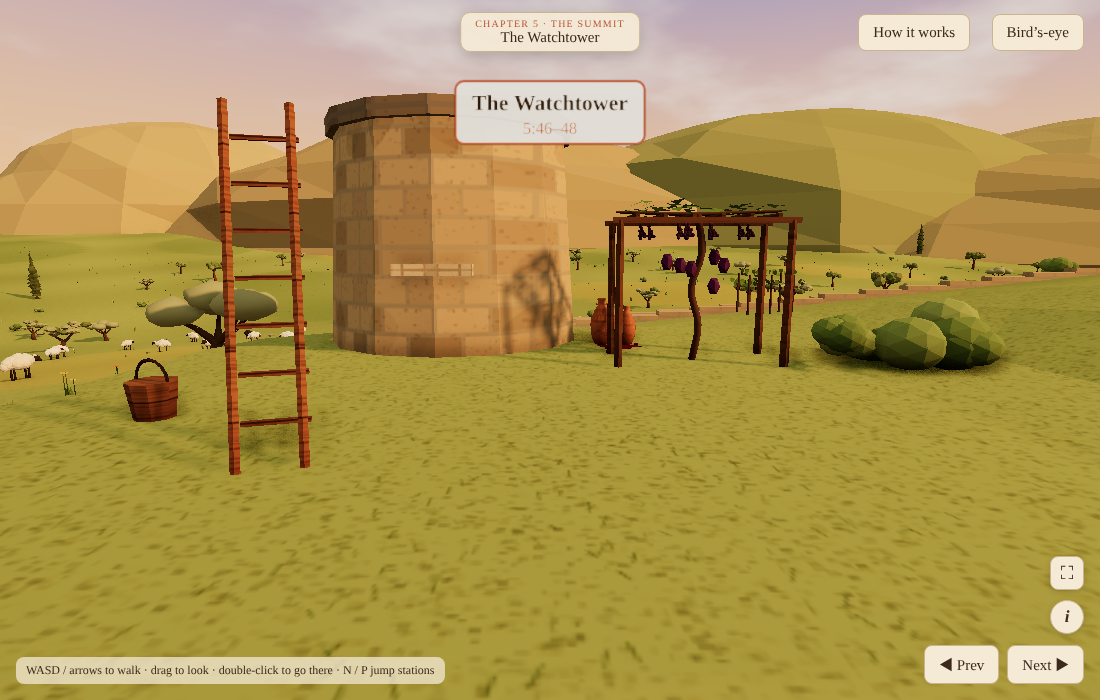 CHAPTER 5 · THE SUMMIT
The Watchtower
How it works
Bird's-eye
The Watchtower
5:46–48
i
WASD / arrows to walk · drag to look · double-click to go there · N / P jump stations
◀ Prev
Next ▶